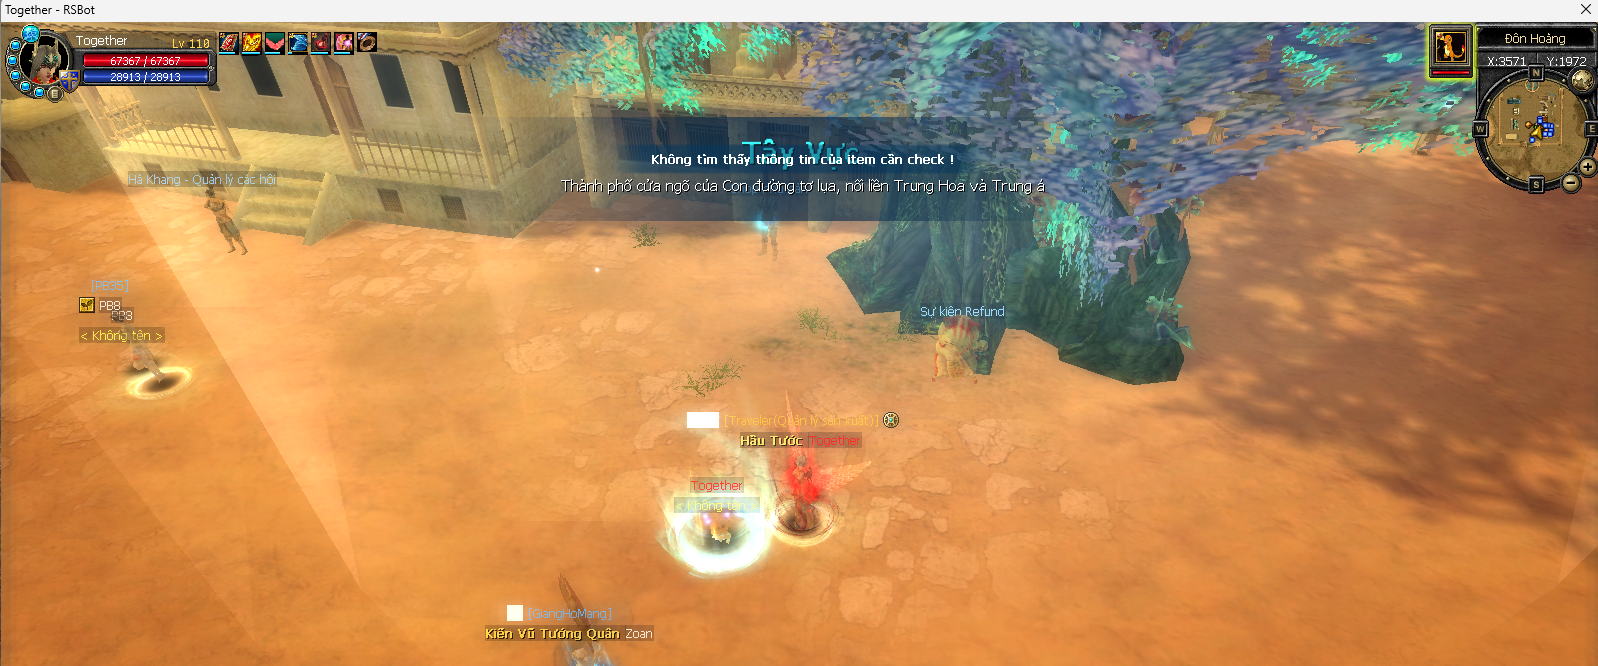 Together - RSBot
Together
Lv 110
67367 / 67367
28913 / 28913
E
Đôn Hoàng
X:3571
Y:1972
N
W
E
S
Tây Vực
Không tìm thấy thông tin của item cần check !
Thành phố cửa ngõ của Con đường tơ lụa, nối liền Trung Hoa và Trung á
Hà Khang - Quản lý các hội
[PB95]
PB8
PB3
< Không tên >
Sự kiện Refund
[Traveler(Quản lý sản xuất)]
Hầu Tước Together
Together
< Không tên >
[GiangHoMang]
Kiến Vũ Tướng Quân Zoan